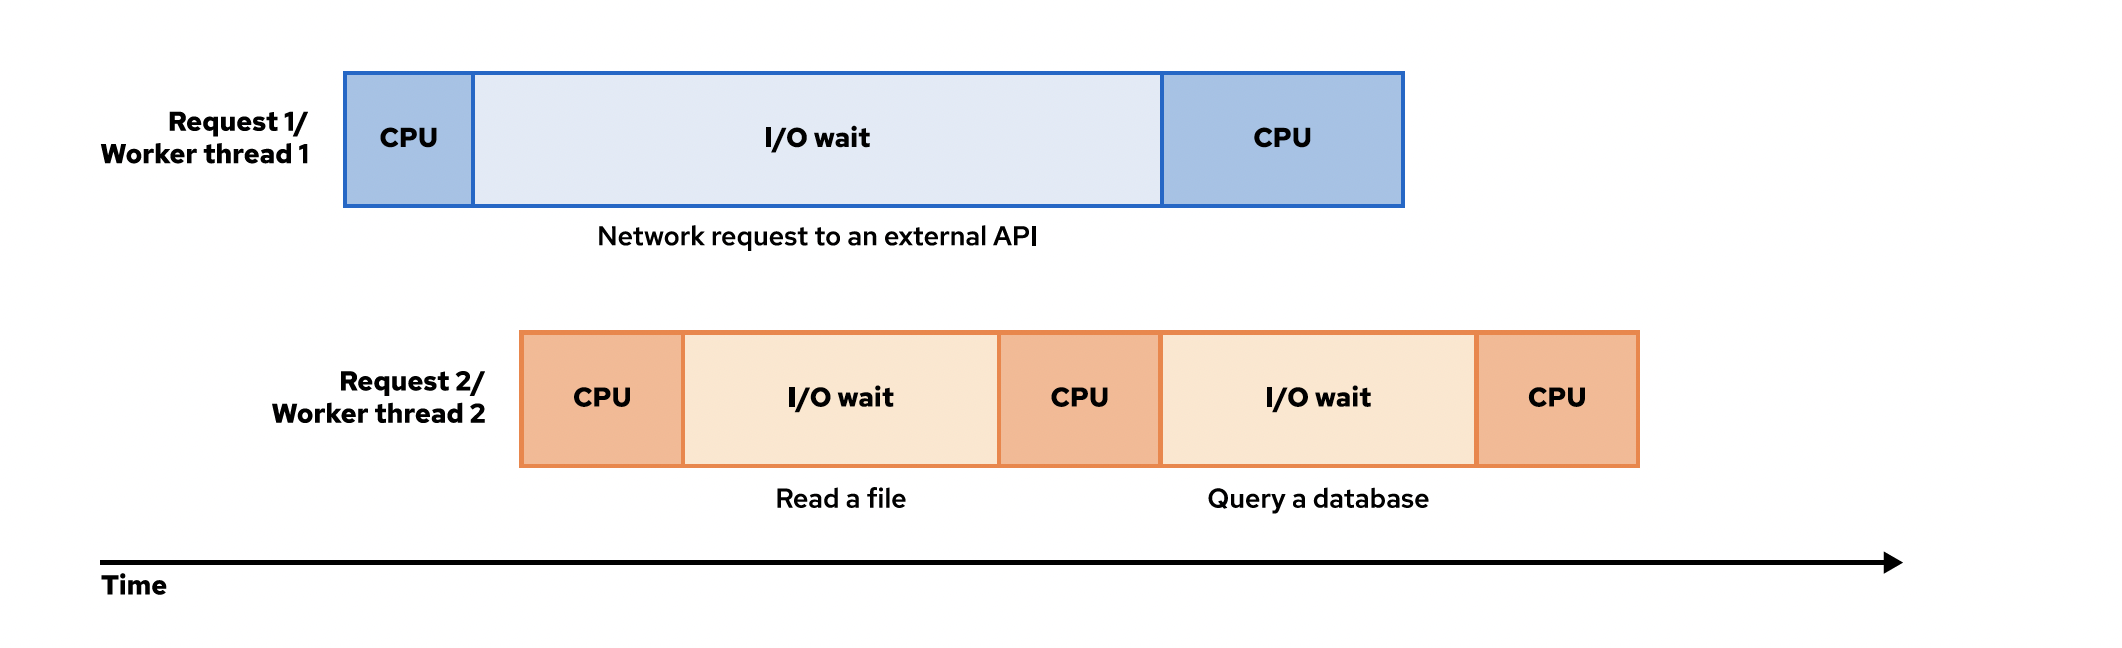 Request 1/
Worker thread 1
CPU
I/O wait
CPU
Network request to an external API
Request 2/
Worker thread 2
CPU
I/O wait
CPU
I/O wait
CPU
Read a file
Query a database
Time